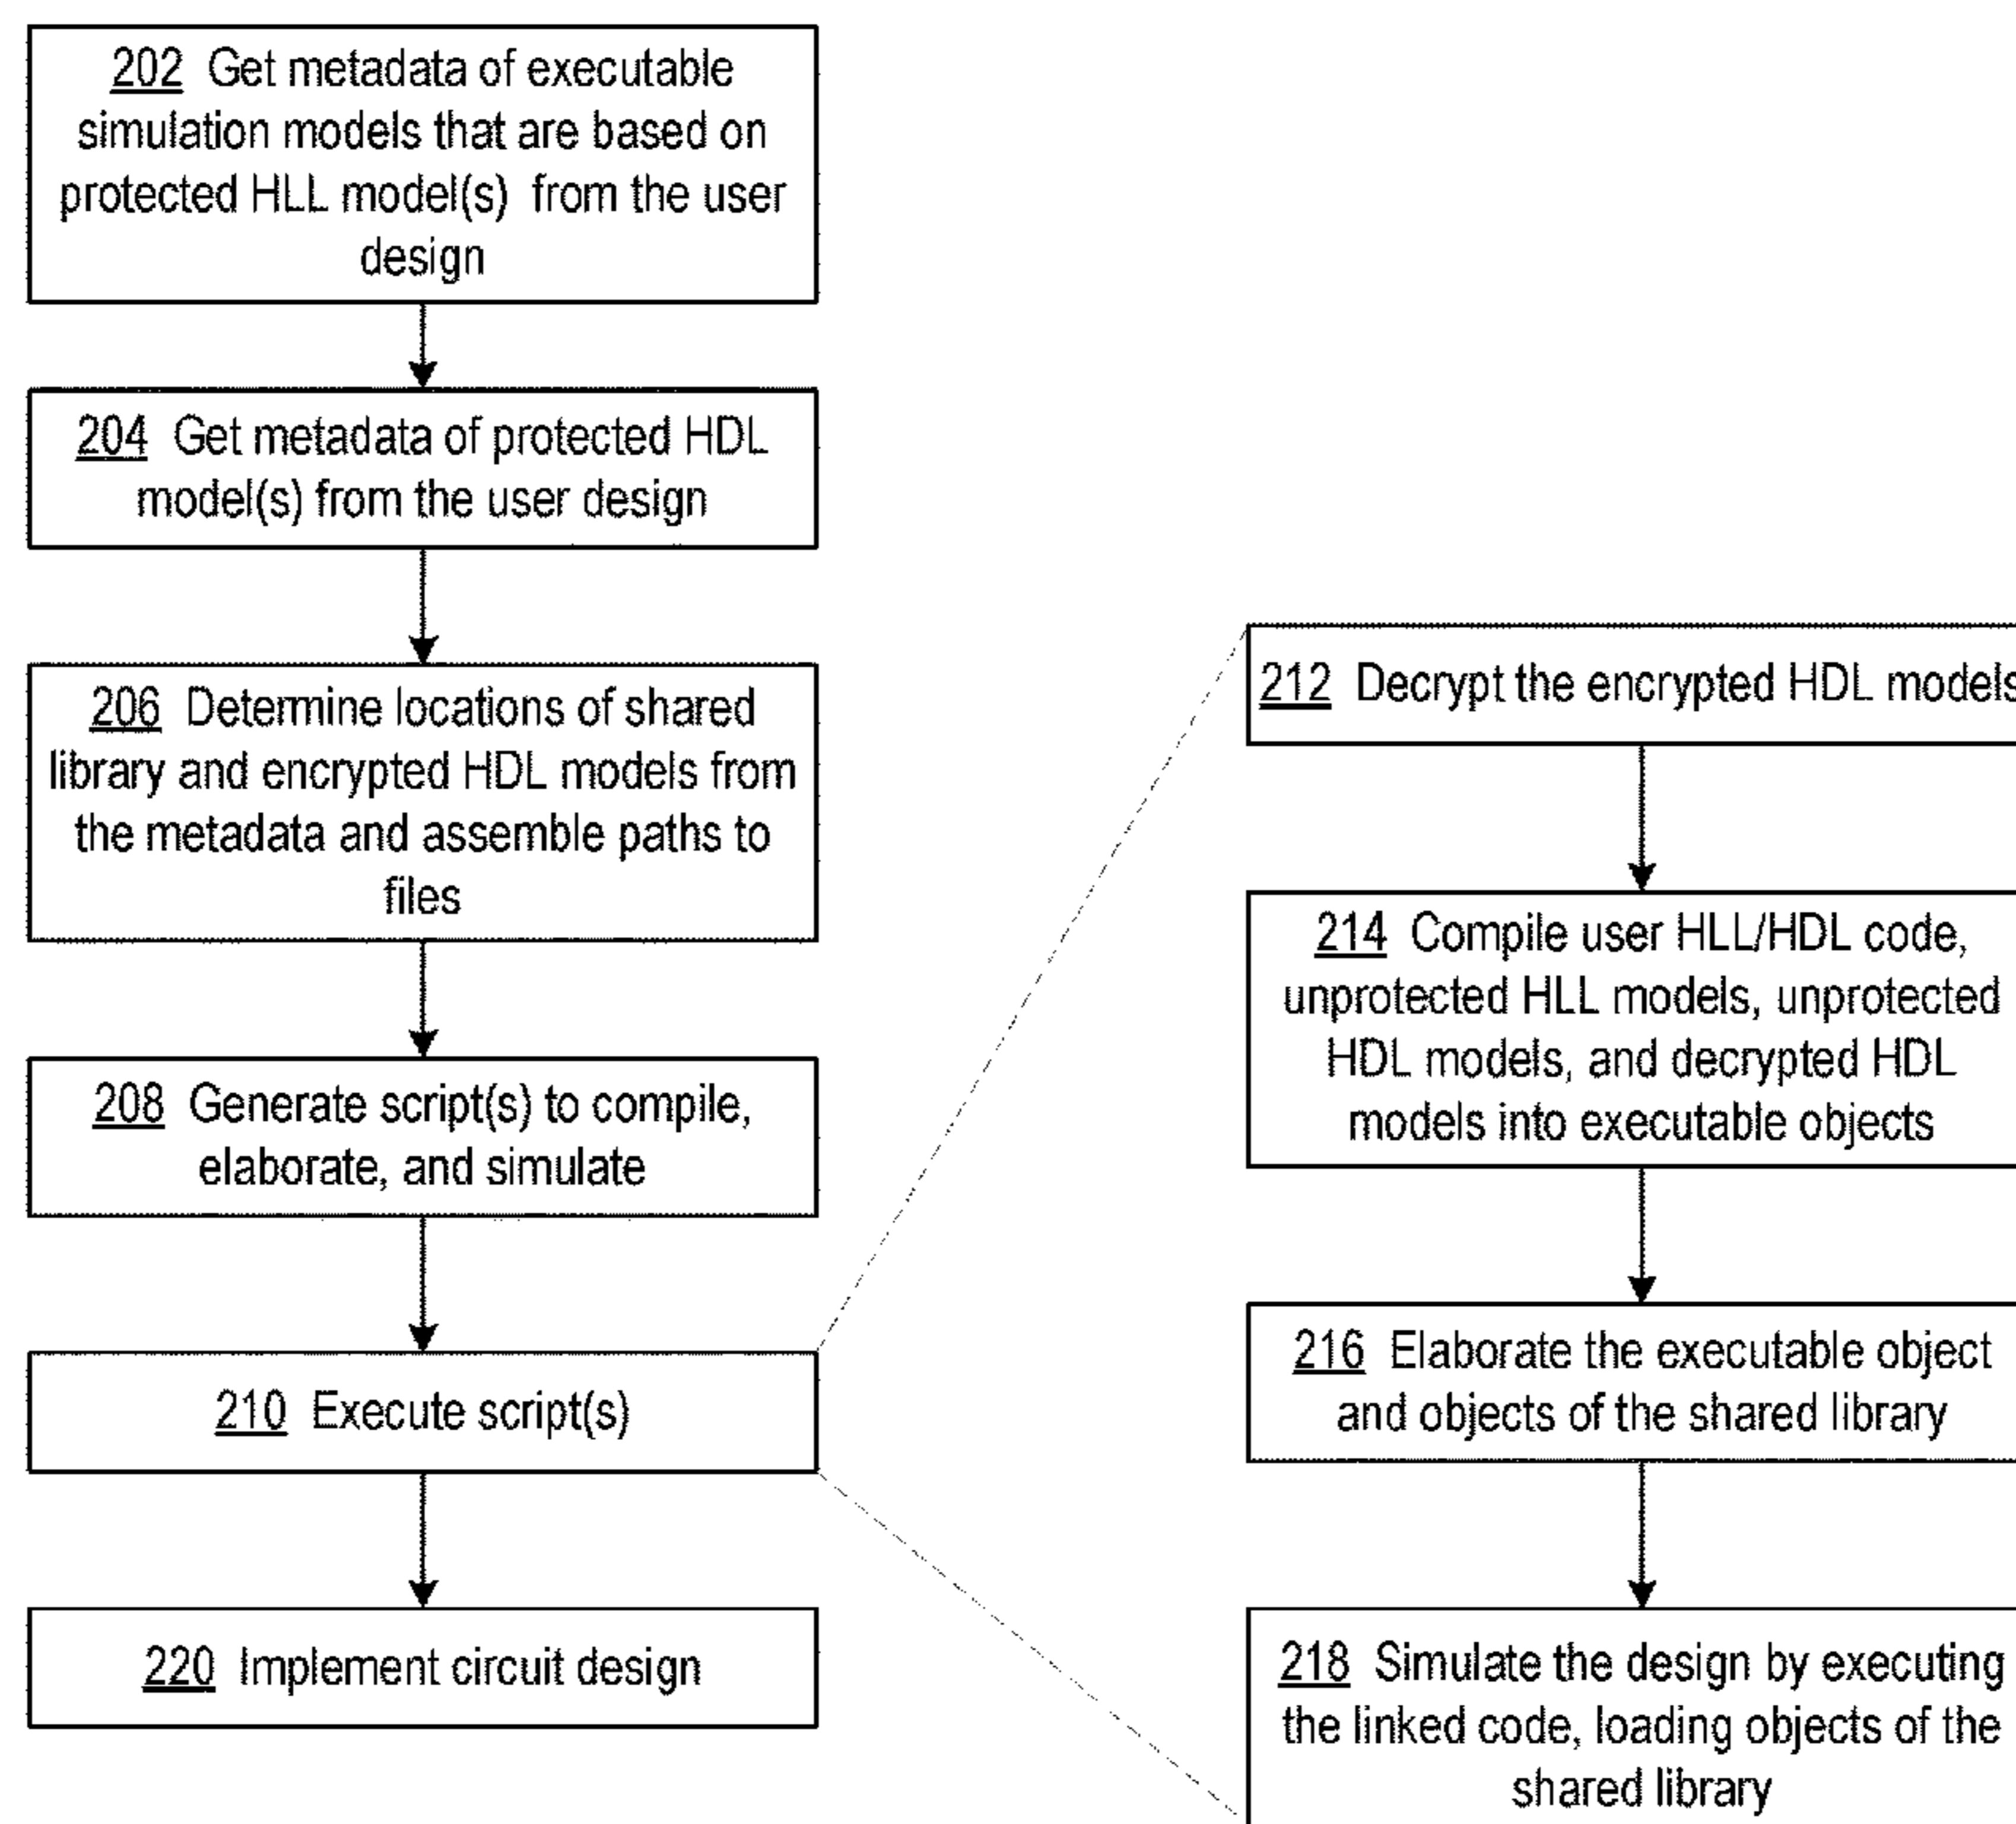 202 Get metadata of executable
simulation models that are based on
protected HLL model(s) from the user
design
204 Get metadata of protected HDL
model(s) from the user design
206 Determine locations of shared
library and encrypted HDL models from
the metadata and assemble paths to
files
208 Generate script(s) to compile,
elaborate, and simulate
210 Execute script(s)
220 Implement circuit design
212 Decrypt the encrypted HDL models
214 Compile user HLL/HDL code,
unprotected HLL models, unprotected
HDL models, and decrypted HDL
models into executable objects
216 Elaborate the executable object
and objects of the shared library
218 Simulate the design by executing
the linked code, loading objects of the
shared library